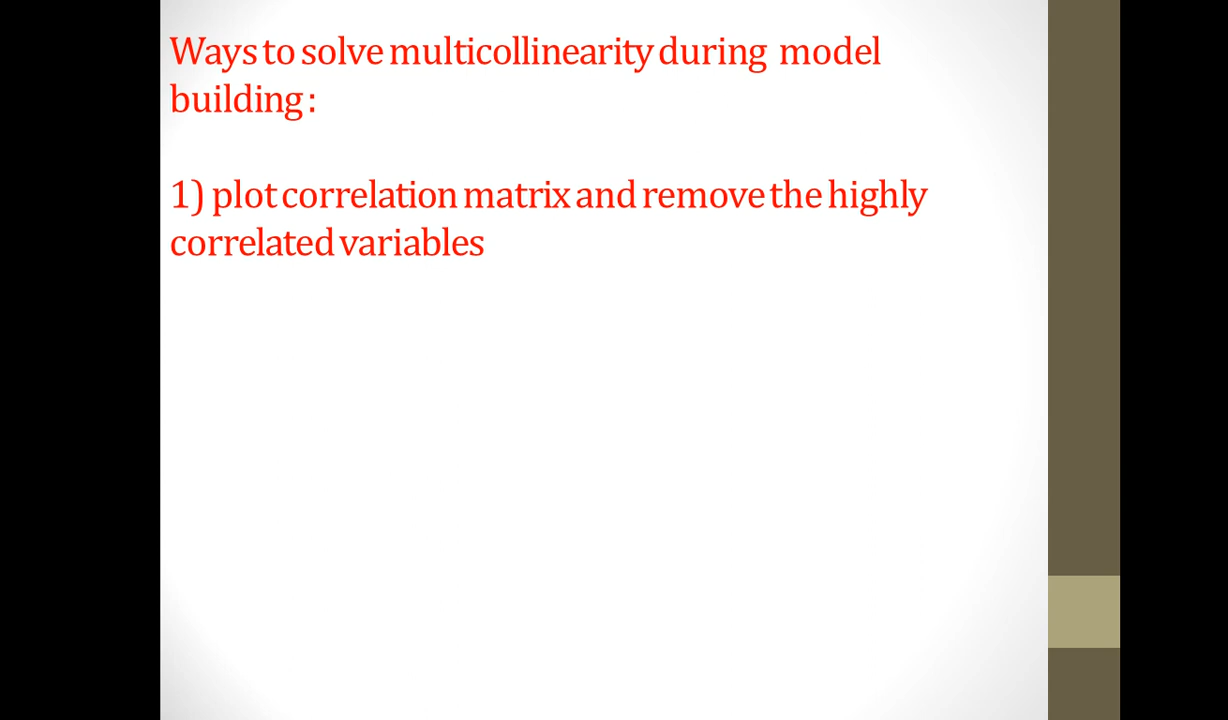 Ways to solve multicollinearity during model
building :
1) plot correlation matrix and remove the highly
correlated variables